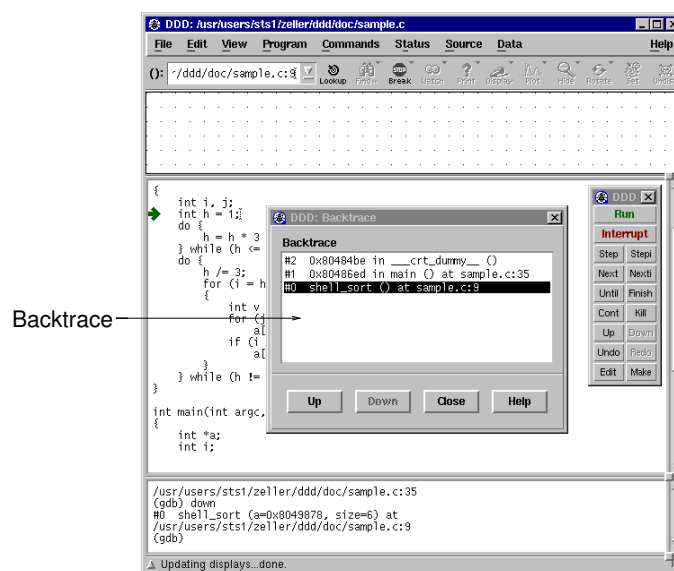 DDD: /usr/users/sts1/zeller/ddd/doc/sample.c
File Edit View Program Commands Status Source Data Help
(): ~/ddd/doc/sample.c:9
Lookup Find» Break Watch Print Display Plot Hide Rotate Set Undis
{
int i, j;
int h = 1;
do {
h = h * 3
} while (h <=
do {
h /= 3;
for (i = h
{
int v
for (j
a[
if (i
a[
}
} while (h !=
}
int main(int argc,
{
int *a;
int i;
DDD: Backtrace
Backtrace
#2 0x80484be in ___crt_dummy__ ()
#1 0x80486ed in main () at sample.c:35
#0 shell_sort () at sample.c:9
Up Down Close Help
DDD
Run
Interrupt
Step Stepi
Next Nexti
Until Finish
Cont Kill
Up Down
Undo Redo
Edit Make
Backtrace
/usr/users/sts1/zeller/ddd/doc/sample.c:35
(gdb) down
#0 shell_sort (a=0x8049878, size=6) at
/usr/users/sts1/zeller/ddd/doc/sample.c:9
(gdb)
Updating displays...done.